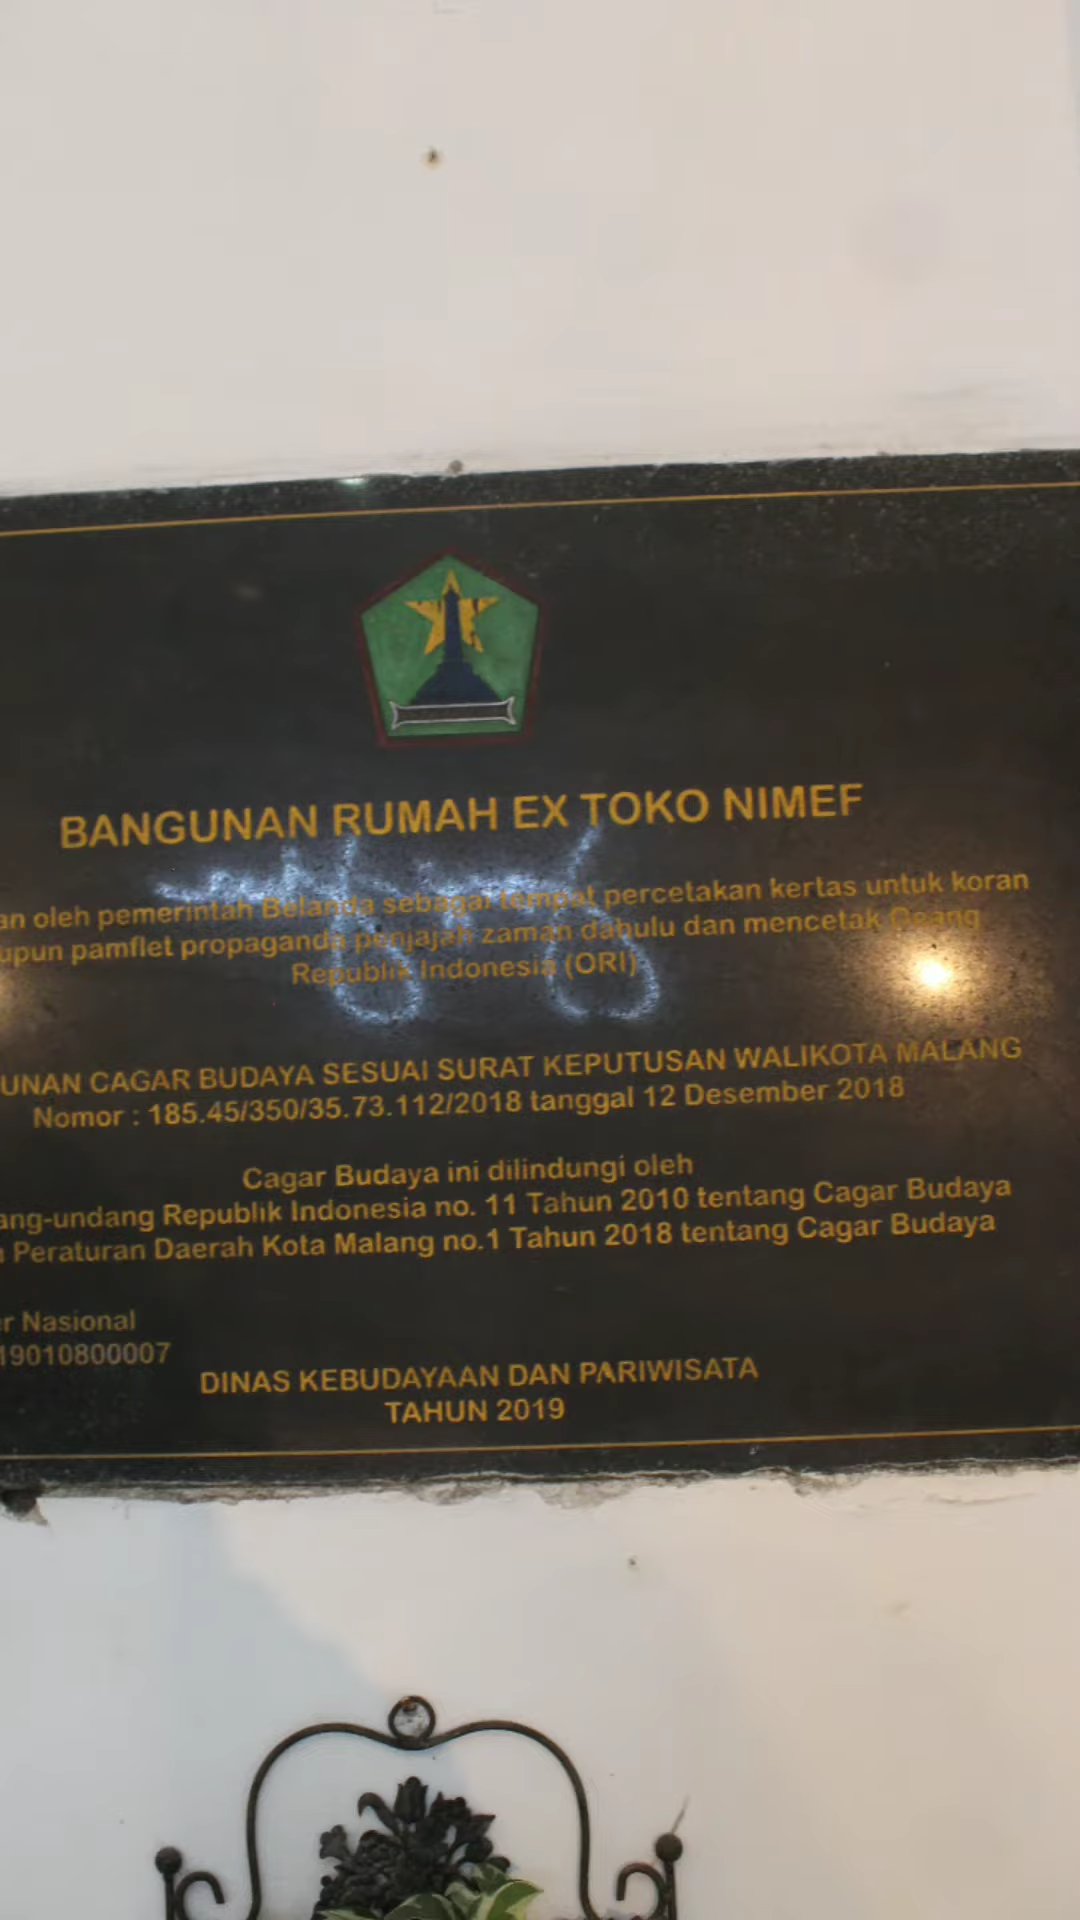 BANGUNAN RUMAH EX TOKO NIMEF
oleh pemerintah Belanda sebagai tempat percetakan kertas untuk koran
pamflet propaganda penjajah zaman dahulu dan mencetak Oeang
Republik Indonesia (ORI)
CAGAR BUDAYA SESUAI SURAT KEPUTUSAN WALIKOTA MALANG
Nomor : 185.45/350/35.73.112/2018 tanggal 12 Desember 2018
Cagar Budaya ini dilindungi oleh
ang-undang Republik Indonesia no. 11 Tahun 2010 tentang Cagar Budaya
Peraturan Daerah Kota Malang no.1 Tahun 2018 tentang Cagar Budaya
Nasional
19010800007
DINAS KEBUDAYAAN DAN PARIWISATA
TAHUN 2019